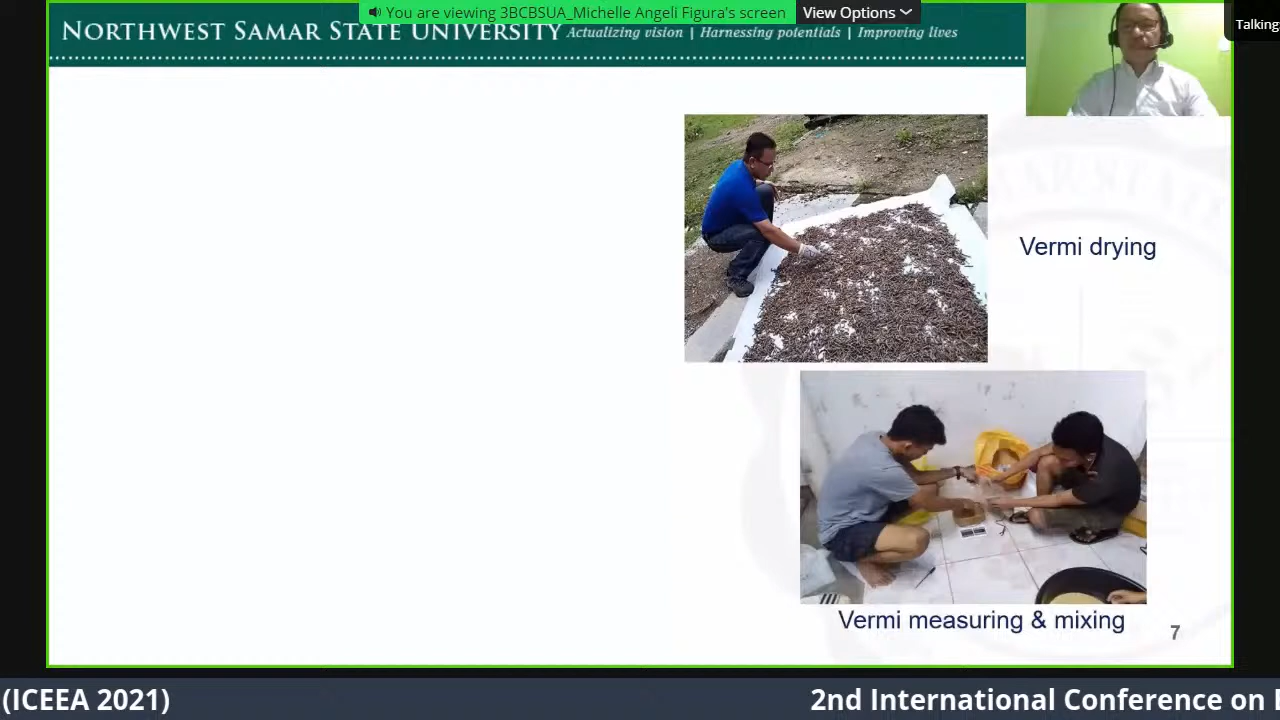 You are viewing 3BCBSUA_Michelle Angeli Figura's screen
View Options
Talking
NORTHWEST SAMAR STATE UNIVERSITY Actualizing vision | Harnessing potentials | Improving lives
Vermi drying
Vermi measuring & mixing
7
(ICEEA 2021)
2nd International Conference on